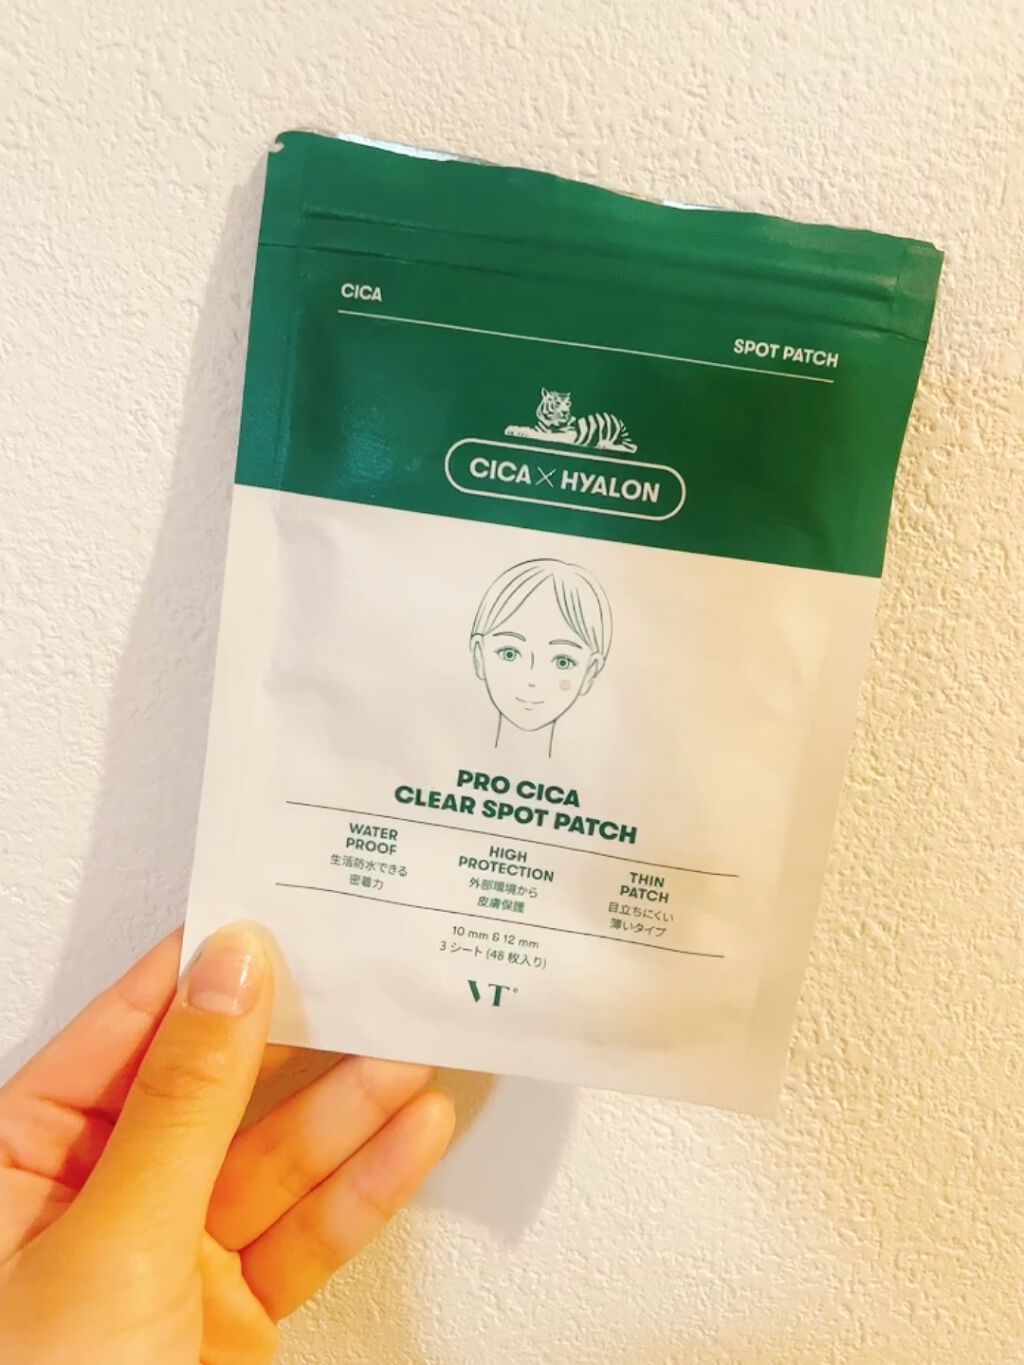 CICA
SPOT PATCH
CICA × HYALON
PRO CICA
CLEAR SPOT PATCH
WATER
PROOF
生活防水できる
密着力
HIGH
PROTECTION
外部環境から
皮膚保護
THIN
PATCH
目立ちにくい
薄いタイプ
10 mm & 12 mm
3 シート (48 枚入り)
VT